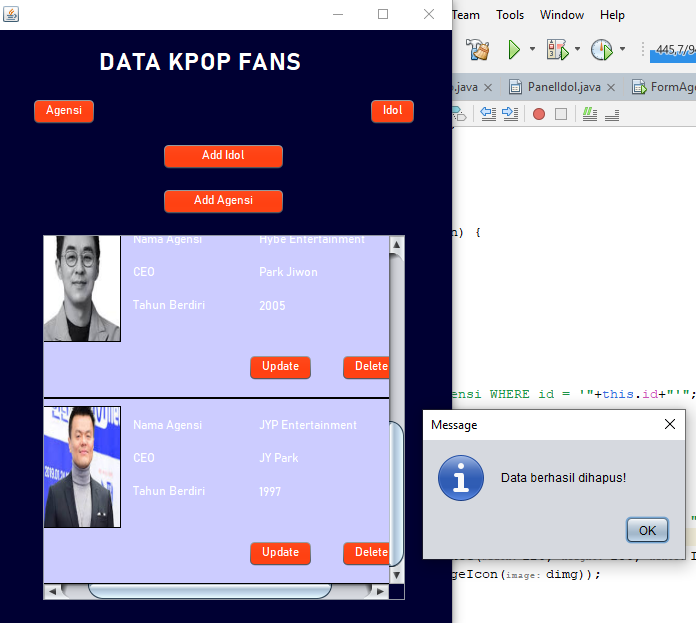 Team Tools Window Help
445,7/9
.java PanelIdol.java FormAge
DATA KPOP FANS
Agensi Idol
Add Idol
Add Agensi
n) {
Nama Agensi Hybe Entertainment
CEO Park Jiwon
Tahun Berdiri 2005
Update Delete
ensi WHERE id = '"+this.id+"'";
Nama Agensi JYP Entertainment
CEO JY Park
Tahun Berdiri 1997
Update Delete
Message
Data berhasil dihapus!
OK
geIcon(image: dimg));